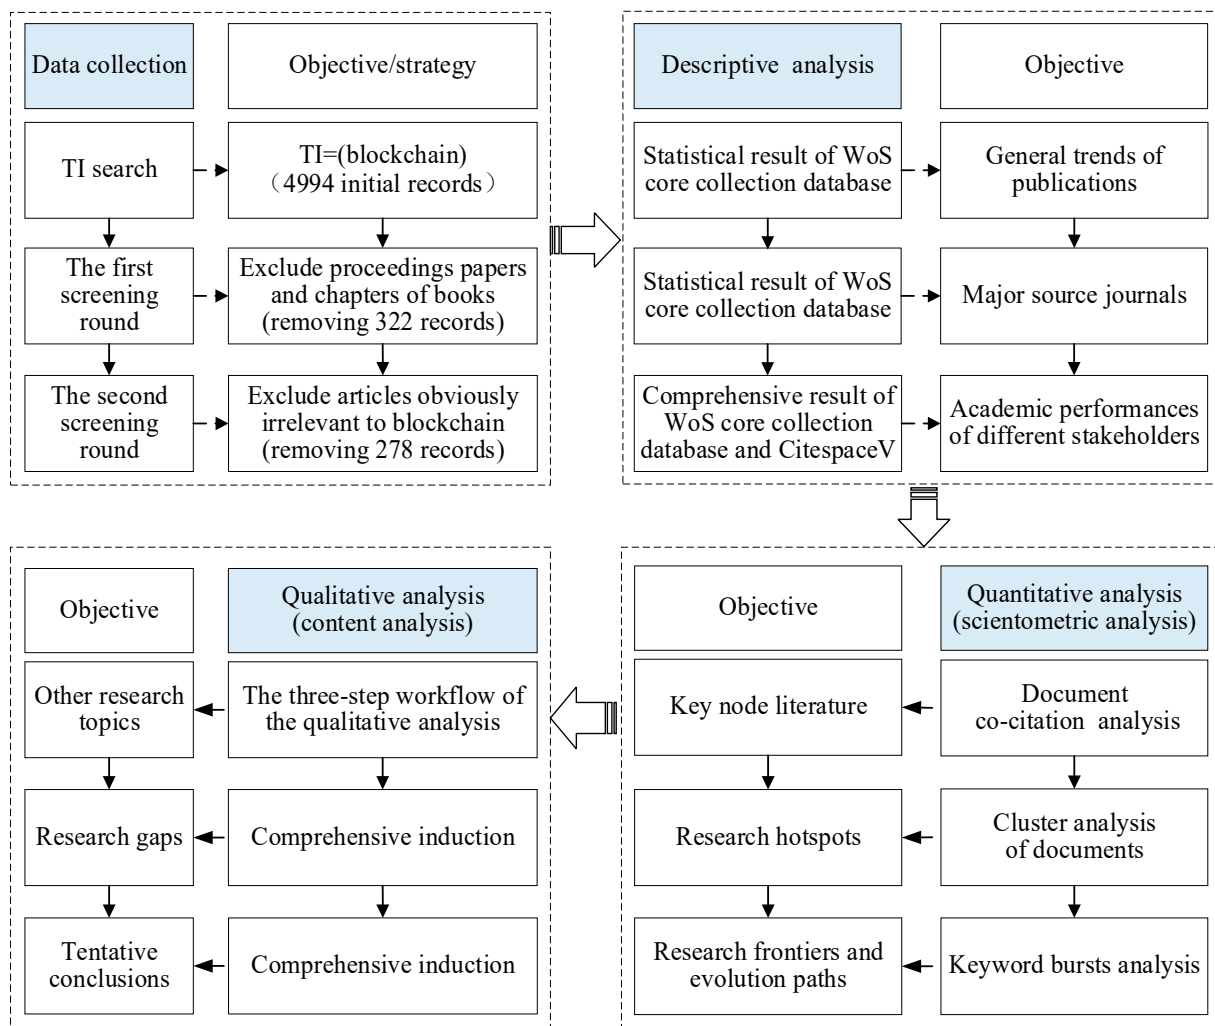 Data collection
Objective/strategy
TI search
TI=(blockchain)
（4994 initial records）
The first
screening
round
Exclude proceedings papers
and chapters of books
(removing 322 records)
The second
screening
round
Exclude articles obviously
irrelevant to blockchain
(removing 278 records)
Descriptive analysis
Objective
Statistical result of WoS
core collection database
General trends of
publications
Statistical result of WoS
core collection database
Major source journals
Comprehensive result of
WoS core collection
database and CitespaceV
Academic performances
of different stakeholders
Objective
Quantitative analysis
(scientometric analysis)
Key node literature
Document
co-citation analysis
Research hotspots
Cluster analysis
of documents
Research frontiers and
evolution paths
Keyword bursts analysis
Objective
Qualitative analysis
(content analysis)
Other research
topics
The three-step workflow of
the qualitative analysis
Research gaps
Comprehensive induction
Tentative
conclusions
Comprehensive induction